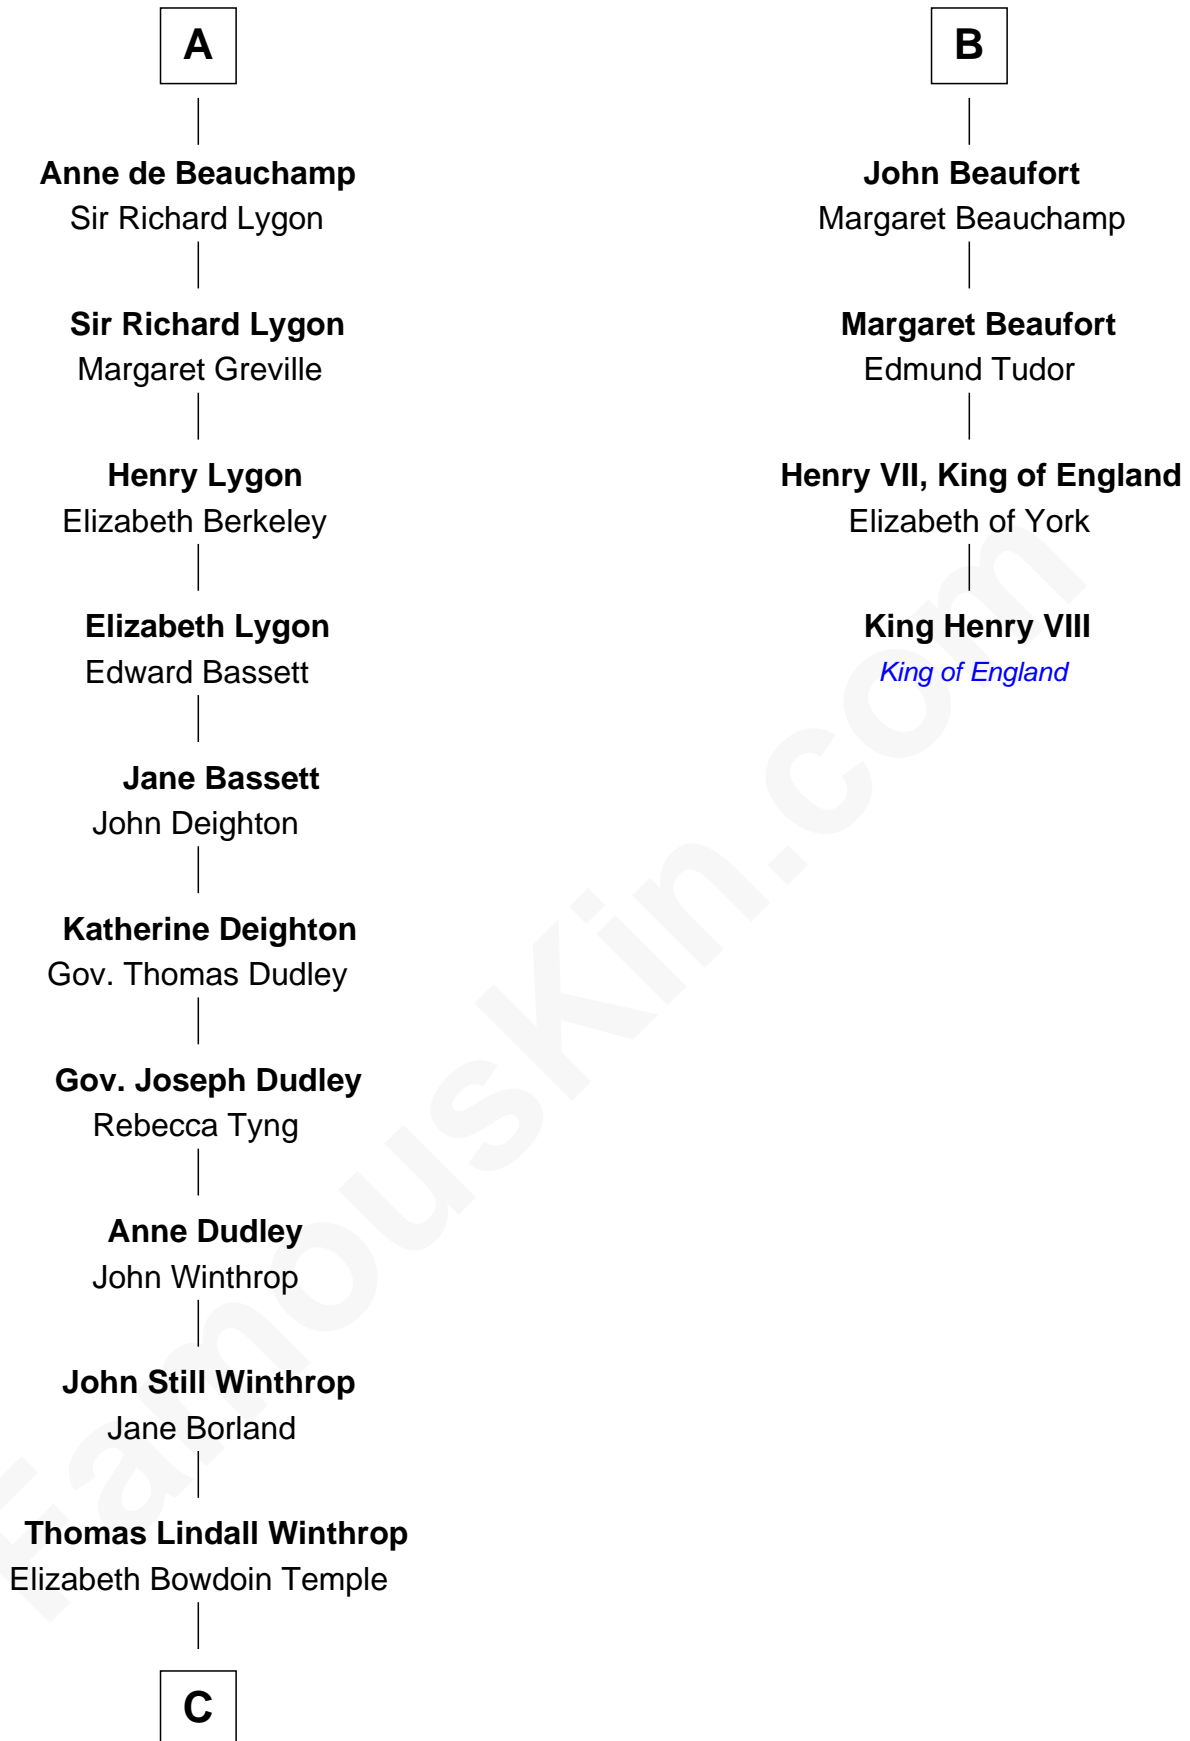 A
Anne de Beauchamp
Sir Richard Lygon
Sir Richard Lygon
Margaret Greville
Henry Lygon
Elizabeth Berkeley
Elizabeth Lygon
Edward Bassett
Jane Bassett
John Deighton
Katherine Deighton
Gov. Thomas Dudley
Gov. Joseph Dudley
Rebecca Tyng
Anne Dudley
John Winthrop
John Still Winthrop
Jane Borland
Thomas Lindall Winthrop
Elizabeth Bowdoin Temple
C
B
John Beaufort
Margaret Beauchamp
Margaret Beaufort
Edmund Tudor
Henry VII, King of England
Elizabeth of York
King Henry VIII
King of England
FamousKin.com